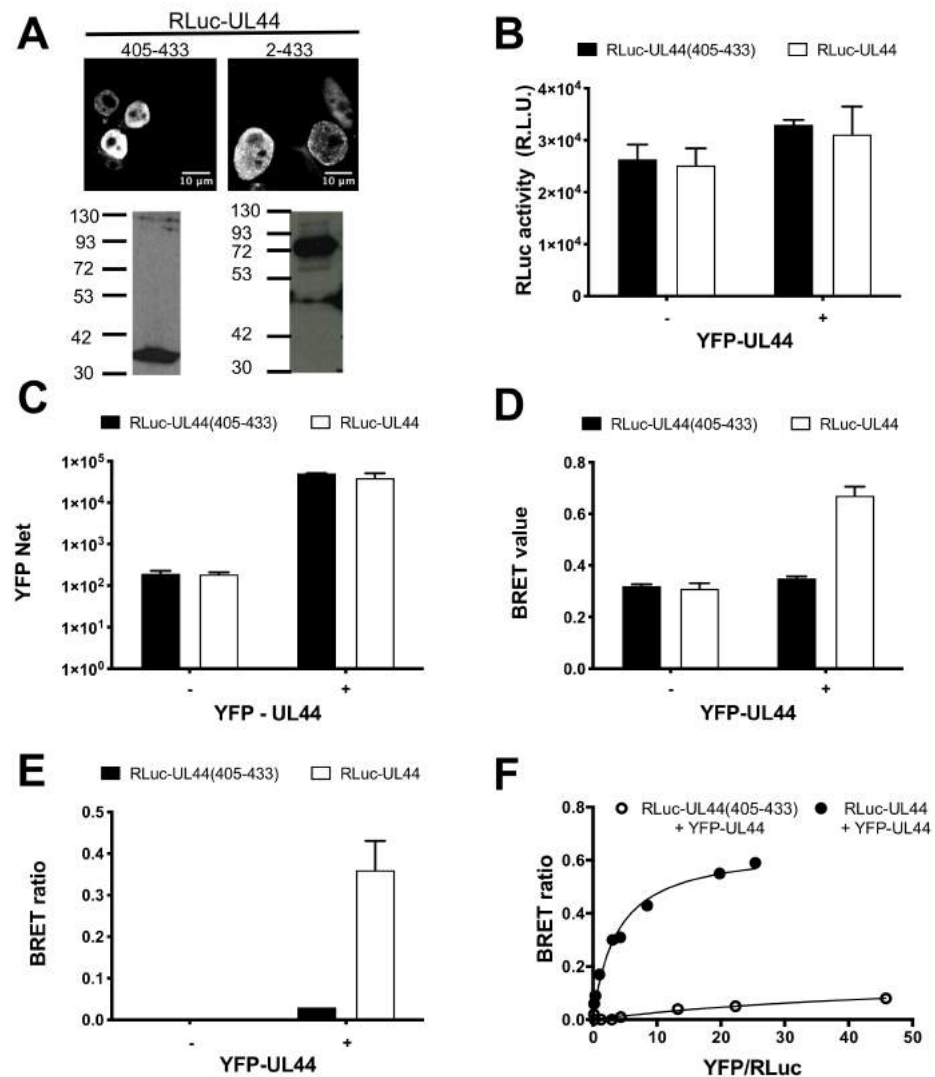 A
RLuc-UL44
405-433
2-433
10 µm
10 µm
130
93
72
53
42
30
130
93
72
53
42
30
B
RLuc-UL44(405-433)
RLuc-UL44
RLuc activity (R.L.U.)
4×10⁴
3×10⁴
2×10⁴
1×10⁴
0
-
+
YFP-UL44
C
RLuc-UL44(405-433)
RLuc-UL44
YFP Net
1×10⁵
1×10⁴
1×10³
1×10²
1×10¹
1×10⁰
-
+
YFP - UL44
D
RLuc-UL44(405-433)
RLuc-UL44
BRET value
0.8
0.6
0.4
0.2
0.0
-
+
YFP-UL44
E
RLuc-UL44(405-433)
RLuc-UL44
BRET ratio
0.5
0.4
0.3
0.2
0.1
0.0
-
+
YFP-UL44
F
RLuc-UL44(405-433)
+ YFP-UL44
RLuc-UL44
+ YFP-UL44
BRET ratio
0.8
0.6
0.4
0.2
0.0
0
10
20
30
40
50
YFP/RLuc